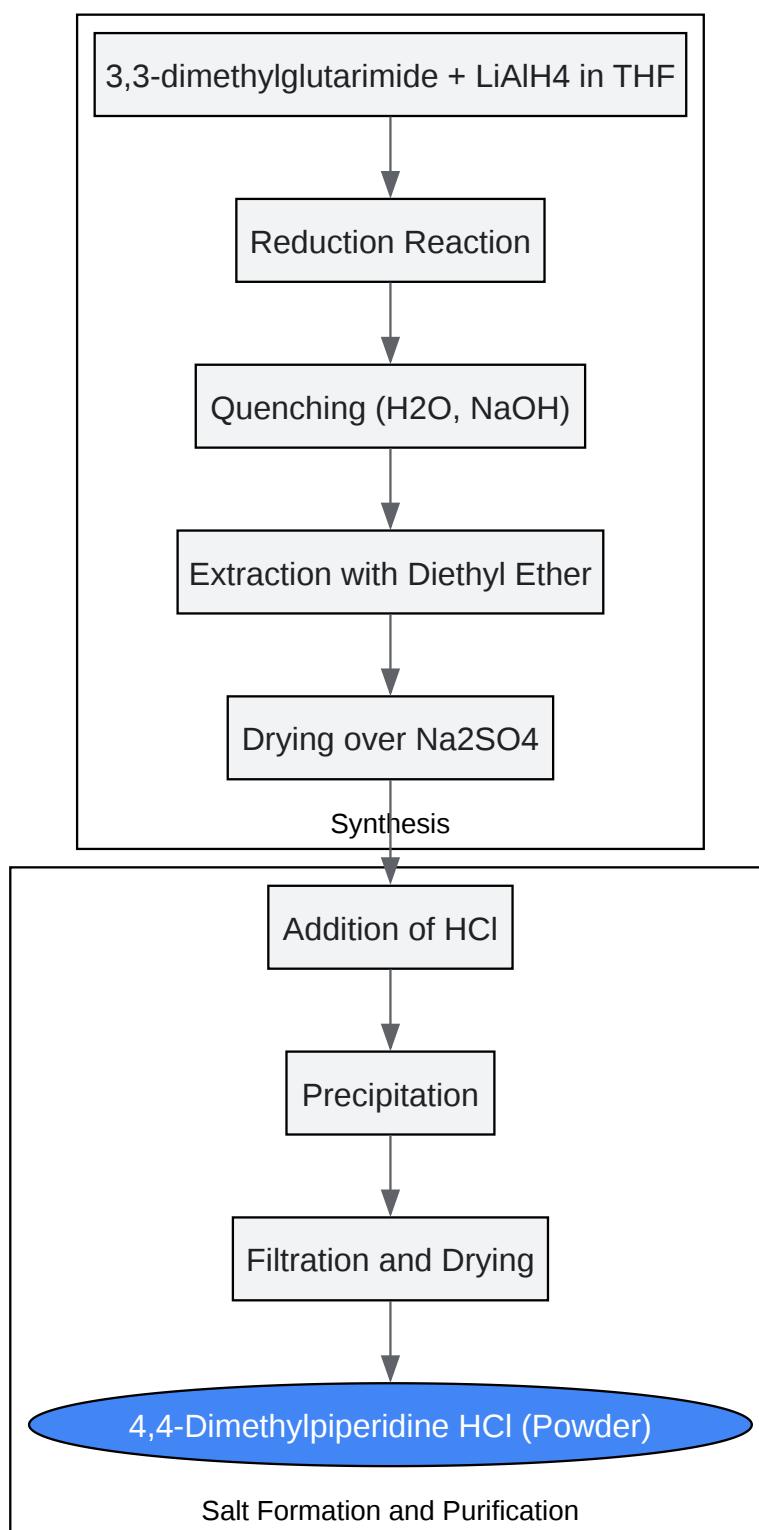 3,3-dimethylglutarimide + LiAlH4 in THF
Reduction Reaction
Quenching (H2O, NaOH)
Extraction with Diethyl Ether
Drying over Na2SO4
Synthesis
Addition of HCl
Precipitation
Filtration and Drying
4,4-Dimethylpiperidine HCl (Powder)
Salt Formation and Purification